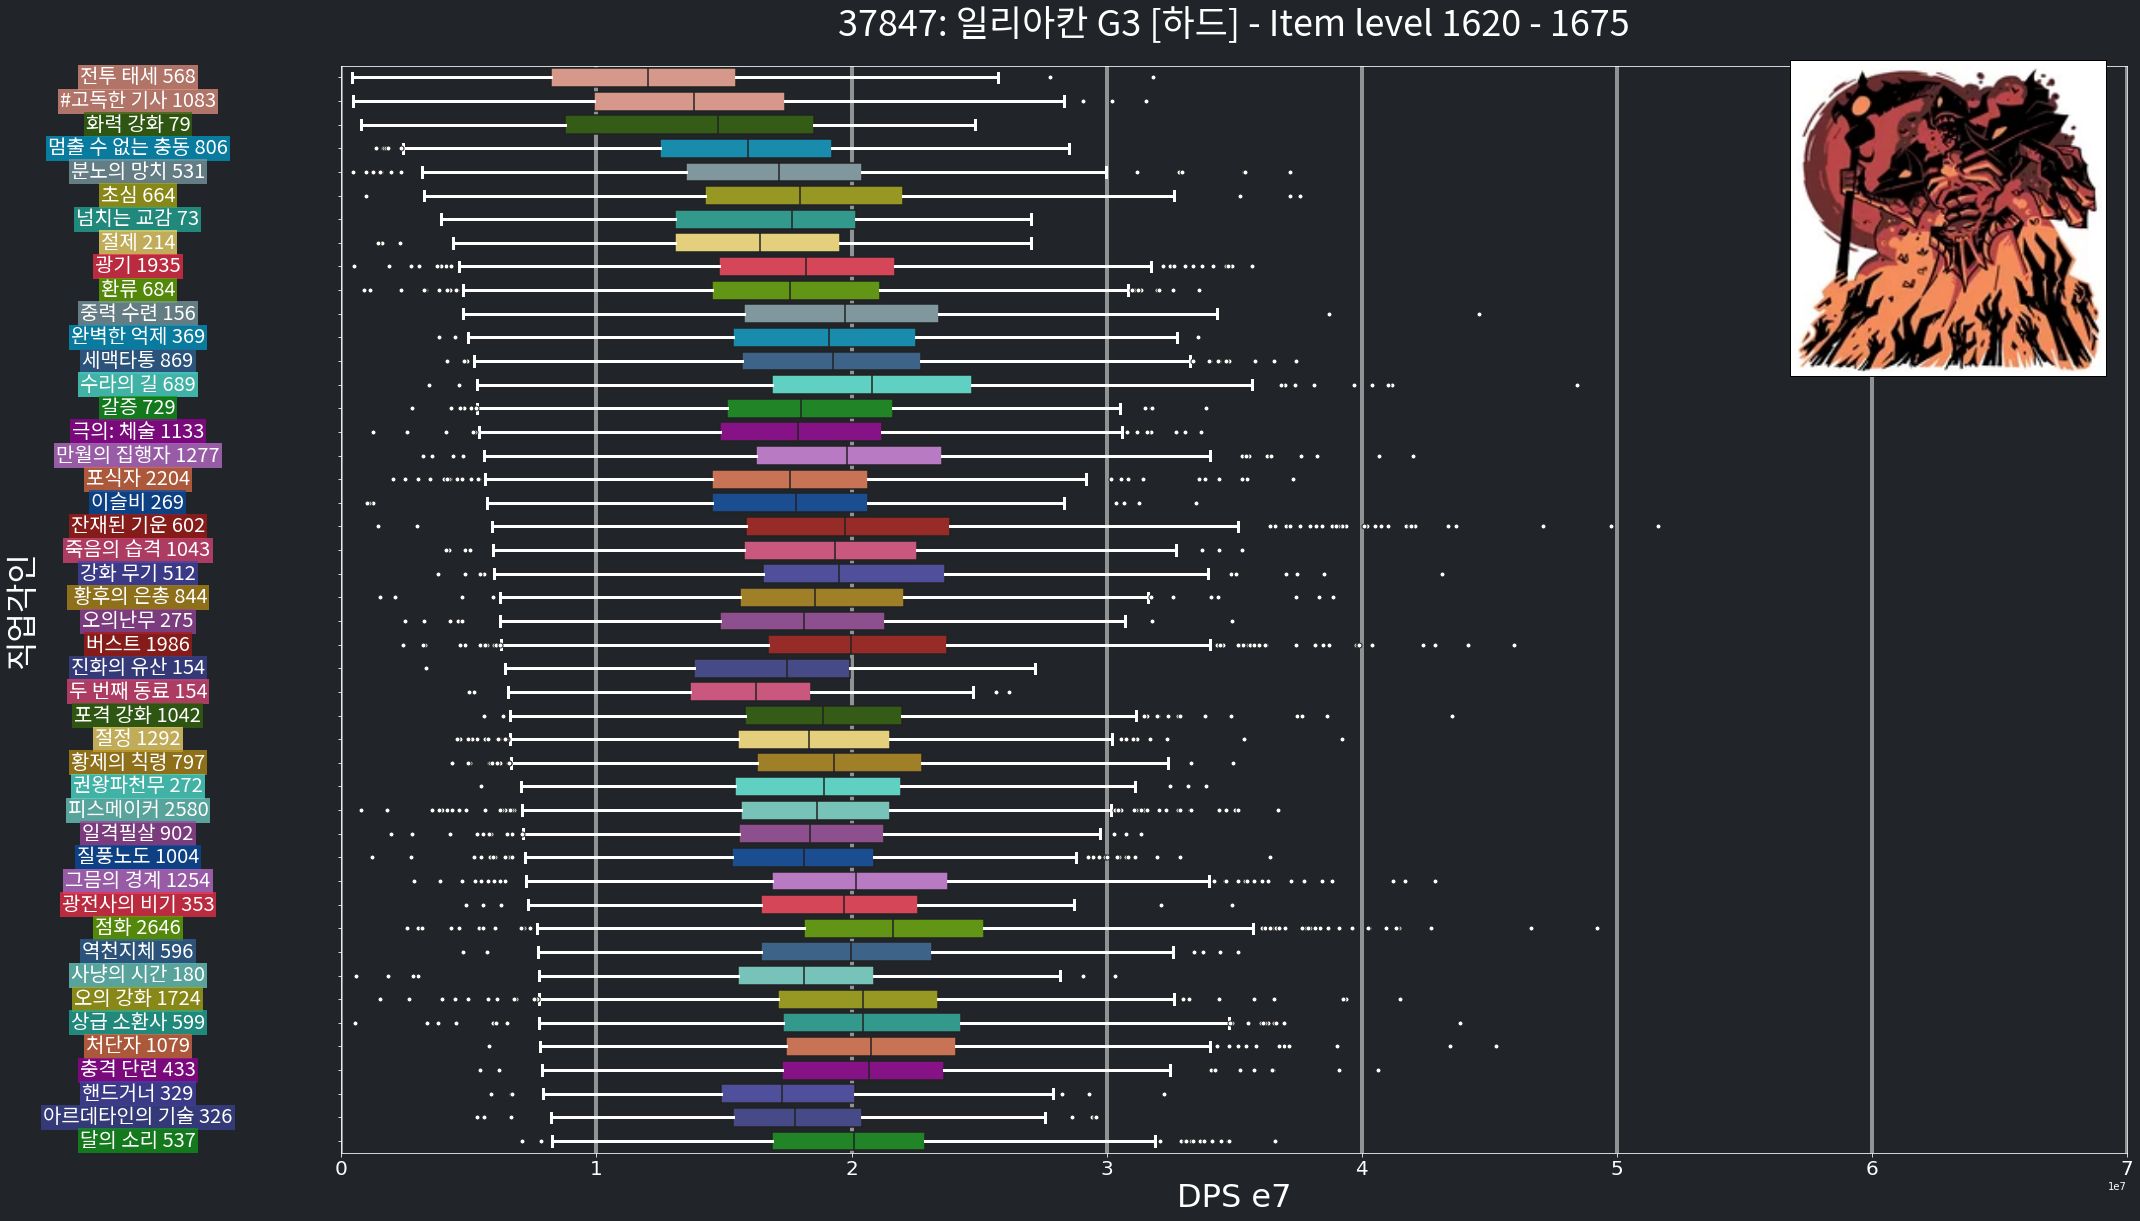 37847: 일리아칸 G3 [하드] - Item level 1620 - 1675
직업각인
전투 태세 568
#고독한 기사 1083
화력 강화 79
멈출 수 없는 충동 806
분노의 망치 531
초심 664
넘치는 교감 73
절제 214
광기 1935
환류 684
중력 수련 156
완벽한 억제 369
세맥타통 869
수라의 길 689
갈증 729
극의: 체술 1133
만월의 집행자 1277
포식자 2204
이슬비 269
잔재된 기운 602
죽음의 습격 1043
강화 무기 512
황후의 은총 844
오의난무 275
버스트 1986
진화의 유산 154
두 번째 동료 154
포격 강화 1042
절정 1292
황제의 칙령 797
권왕파천무 272
피스메이커 2580
일격필살 902
질풍노도 1004
그믐의 경계 1254
광전사의 비기 353
점화 2646
역천지체 596
사냥의 시간 180
오의 강화 1724
상급 소환사 599
처단자 1079
충격 단련 433
핸드거너 329
아르데타인의 기술 326
달의 소리 537
0 1 2 3 4 5 6 7
1e7
DPS e7